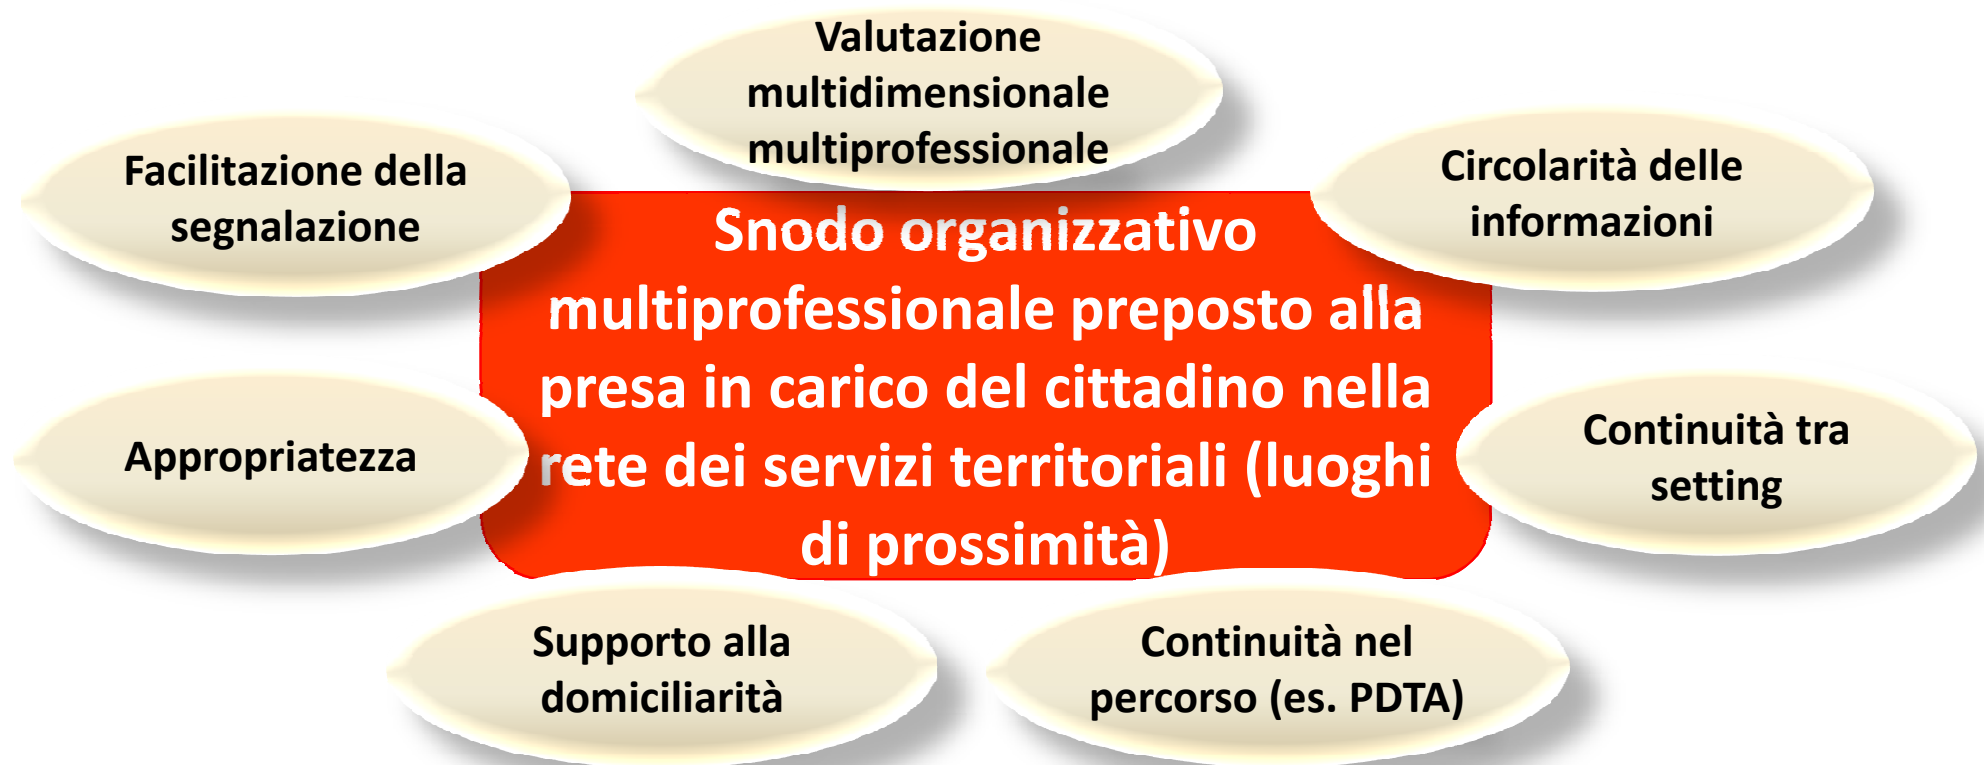 Valutazione
multidimensionale
multiprofessionale
Facilitazione della
segnalazione
Circolarità delle
informazioni
Snodo organizzativo
multiprofessionale preposto alla
presa in carico del cittadino nella
rete dei servizi territoriali (luoghi
di prossimità)
Appropriatezza
Continuità tra
setting
Supporto alla
domiciliarità
Continuità nel
percorso (es. PDTA)